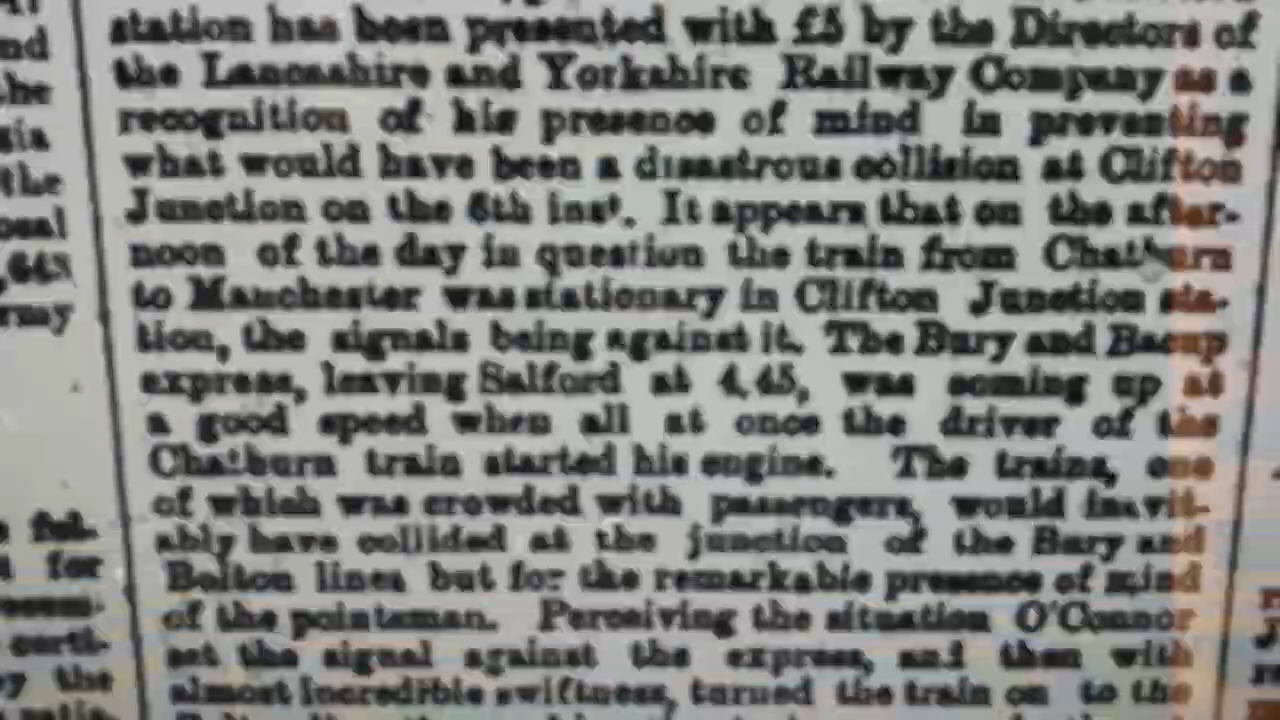 station has been presented with £5 by the Directors of
the Lancashire and Yorkshire Railway Company as a
recognition of his presence of mind in preventing
what would have been a disastrous collision at Clifton
Junction on the 6th inst. It appears that on the after-
noon of the day in question the train from Chatburn
to Manchester was stationary in Clifton Junction sta-
tion, the signals being against it. The Bury and Bacup
express, leaving Salford at 4.45, was coming up at
a good speed when all at once the driver of the
Chatburn train started his engine. The trains, one
of which was crowded with passengers, would inevit-
ably have collided at the junction of the Bury and
Bolton lines but for the remarkable presence of mind
of the pointsman. Perceiving the situation O'Connor
set the signal against the express, and then with
almost incredible swiftness, turned the train on to the
nd
the
the
for
the